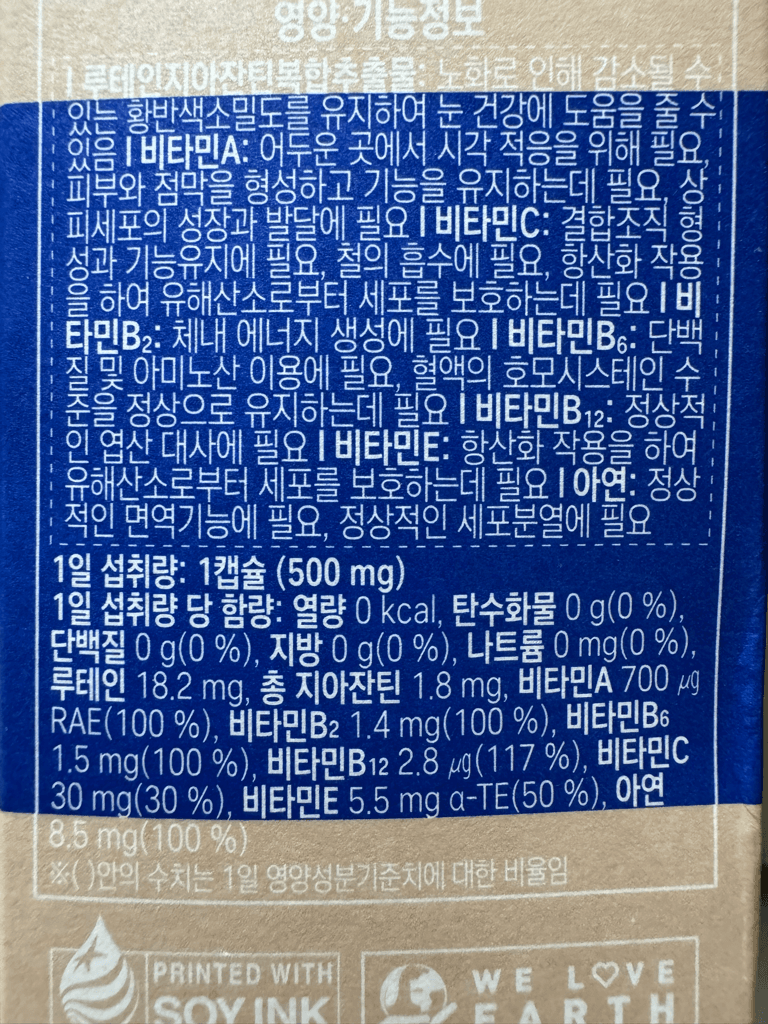 영양·기능정보
| 루테인지아잔틴복합추출물: 노화로 인해 감소될 수
있는 황반색소밀도를 유지하여 눈 건강에 도움을 줄 수
있음 | 비타민A: 어두운 곳에서 시각 적응을 위해 필요,
피부와 점막을 형성하고 기능을 유지하는데 필요, 상
피세포의 성장과 발달에 필요 | 비타민C: 결합조직 형
성과 기능유지에 필요, 철의 흡수에 필요, 항산화 작용
을 하여 유해산소로부터 세포를 보호하는데 필요 | 비
타민B₂: 체내 에너지 생성에 필요 | 비타민B₆: 단백
질 및 아미노산 이용에 필요, 혈액의 호모시스테인 수
준을 정상으로 유지하는데 필요 | 비타민B₁₂: 정상적
인 엽산 대사에 필요 | 비타민E: 항산화 작용을 하여
유해산소로부터 세포를 보호하는데 필요 | 아연: 정상
적인 면역기능에 필요, 정상적인 세포분열에 필요
1일 섭취량: 1캡슐 (500 mg)
1일 섭취량 당 함량: 열량 0 kcal, 탄수화물 0 g(0 %),
단백질 0 g(0 %), 지방 0 g(0 %), 나트륨 0 mg(0 %),
루테인 18.2 mg, 총 지아잔틴 1.8 mg, 비타민A 700 μg
RAE(100 %), 비타민B₂ 1.4 mg(100 %), 비타민B₆
1.5 mg(100 %), 비타민B₁₂ 2.8 μg(117 %), 비타민C
30 mg(30 %), 비타민E 5.5 mg α-TE(50 %), 아연
8.5 mg(100 %)
※( )안의 수치는 1일 영양성분기준치에 대한 비율임
PRINTED WITH
SOY INK
WE L♡VE
EARTH